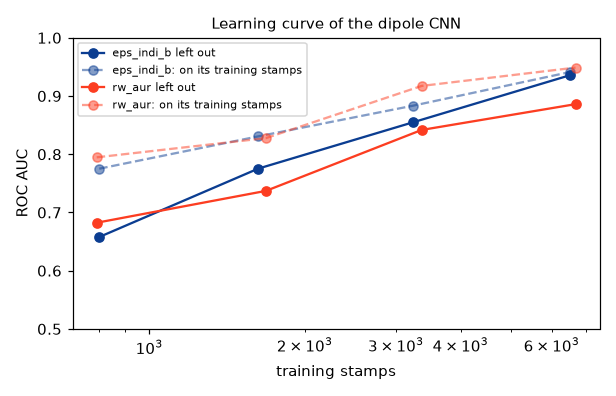 Learning curve of the dipole CNN
eps_indi_b left out
eps_indi_b: on its training stamps
rw_aur left out
rw_aur: on its training stamps
ROC AUC
1.0
0.9
0.8
0.7
0.6
0.5
10³
2 × 10³
3 × 10³
4 × 10³
6 × 10³
training stamps